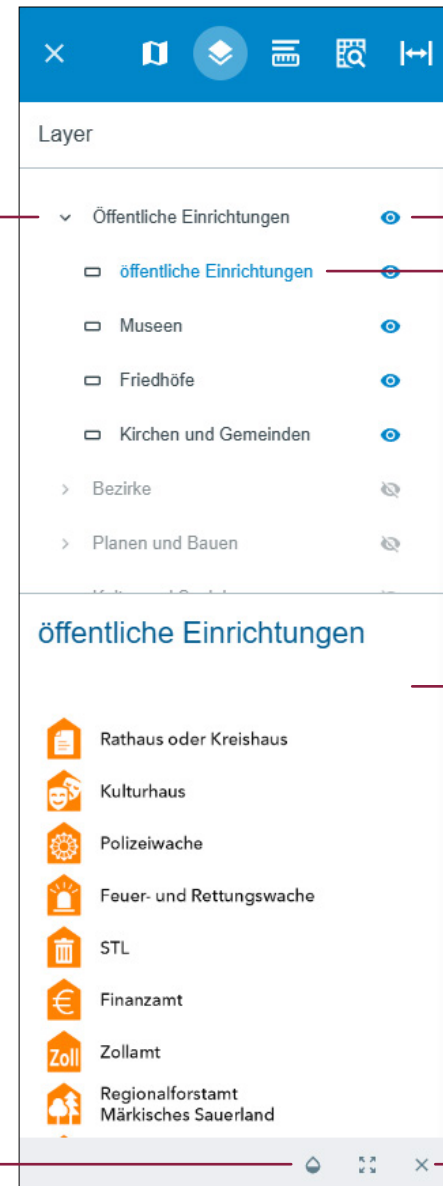 Layer
Öffentliche Einrichtungen
öffentliche Einrichtungen
Museen
Friedhöfe
Kirchen und Gemeinden
Bezirke
Planen und Bauen
öffentliche Einrichtungen
Rathaus oder Kreishaus
Kulturhaus
Polizeiwache
Feuer- und Rettungswache
STL
Finanzamt
Zoll Zollamt
Regionalforstamt
Märkisches Sauerland